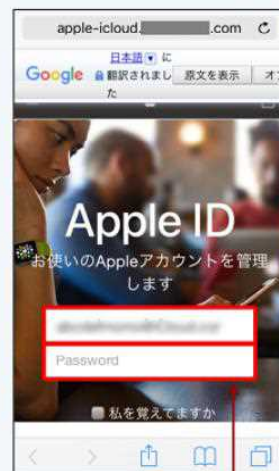 apple-icloud. .com
日本語 に
Google 翻訳されまし 原文を表示 オ
た
Apple ID
お使いのAppleアカウントを管理
します
Password
私を覚えてますか